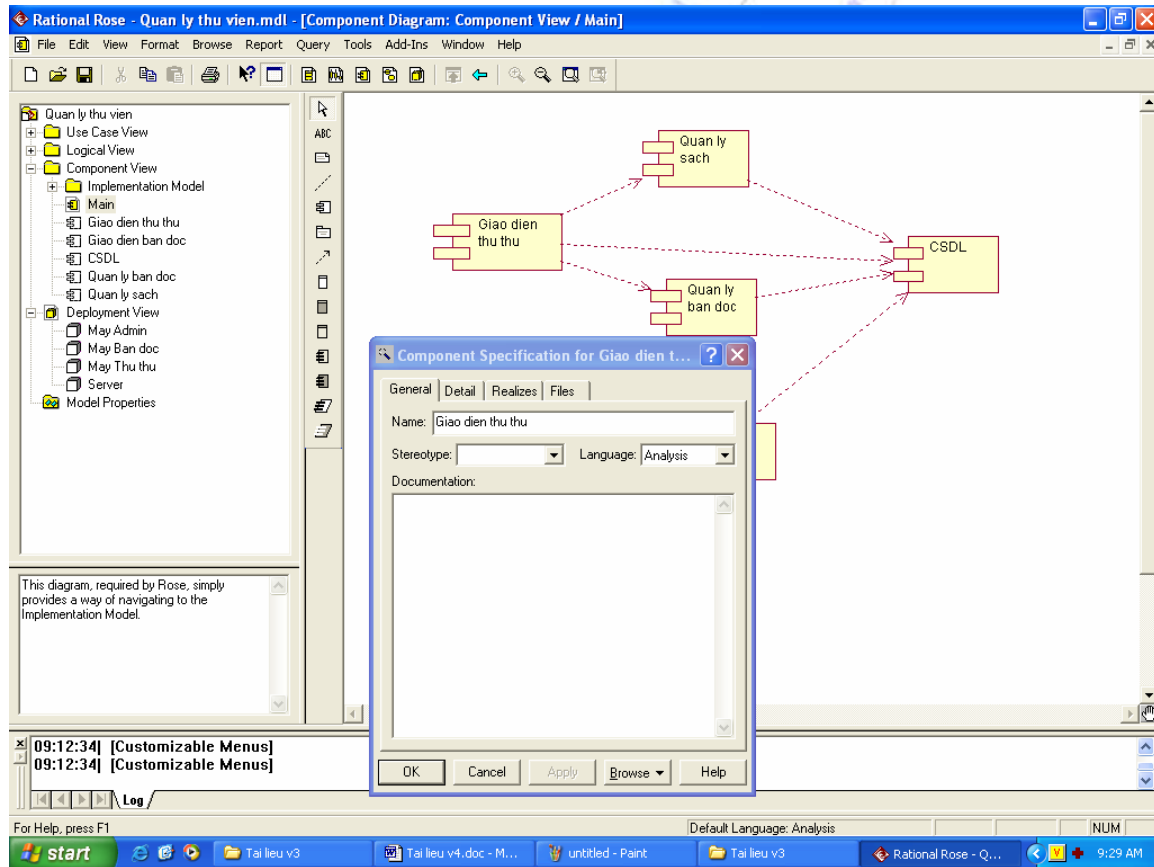 Rational Rose - Quan ly thu vien.mdl - [Component Diagram: Component View / Main]
File Edit View Format Browse Report Query Tools Add-Ins Window Help
Quan ly thu vien
Use Case View
Logical View
Component View
Implementation Model
Main
Giao dien thu thu
Giao dien ban doc
CSDL
Quan ly ban doc
Quan ly sach
Deployment View
May Admin
May Ban doc
May Thu thu
Server
Model Properties
ABC
Quan ly
sach
Giao dien
thu thu
CSDL
Quan ly
ban doc
Component Specification for Giao dien t...
General Detail Realizes Files
Name: Giao dien thu thu
Stereotype: Language: Analysis
Documentation:
OK Cancel Apply Browse Help
This diagram, required by Rose, simply
provides a way of navigating to the
Implementation Model.
09:12:34| [Customizable Menus]
09:12:34| [Customizable Menus]
Log
For Help, press F1 Default Language: Analysis NUM
start Tai lieu v3 Tai lieu v4.doc - M... untitled - Paint Tai lieu v3 Rational Rose - Q... V 9:29 AM